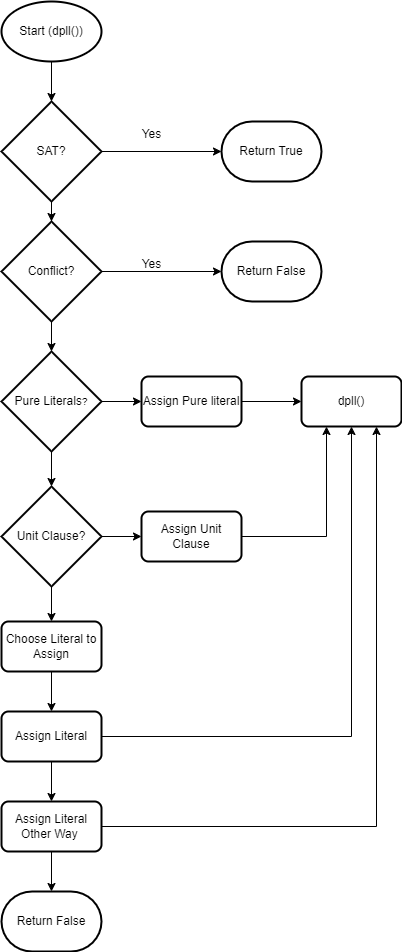 Start (dpll())
SAT?
Yes
Return True
Conflict?
Yes
Return False
Pure Literals?
Assign Pure literal
dpll()
Unit Clause?
Assign Unit
Clause
Choose Literal to
Assign
Assign Literal
Assign Literal
Other Way
Return False